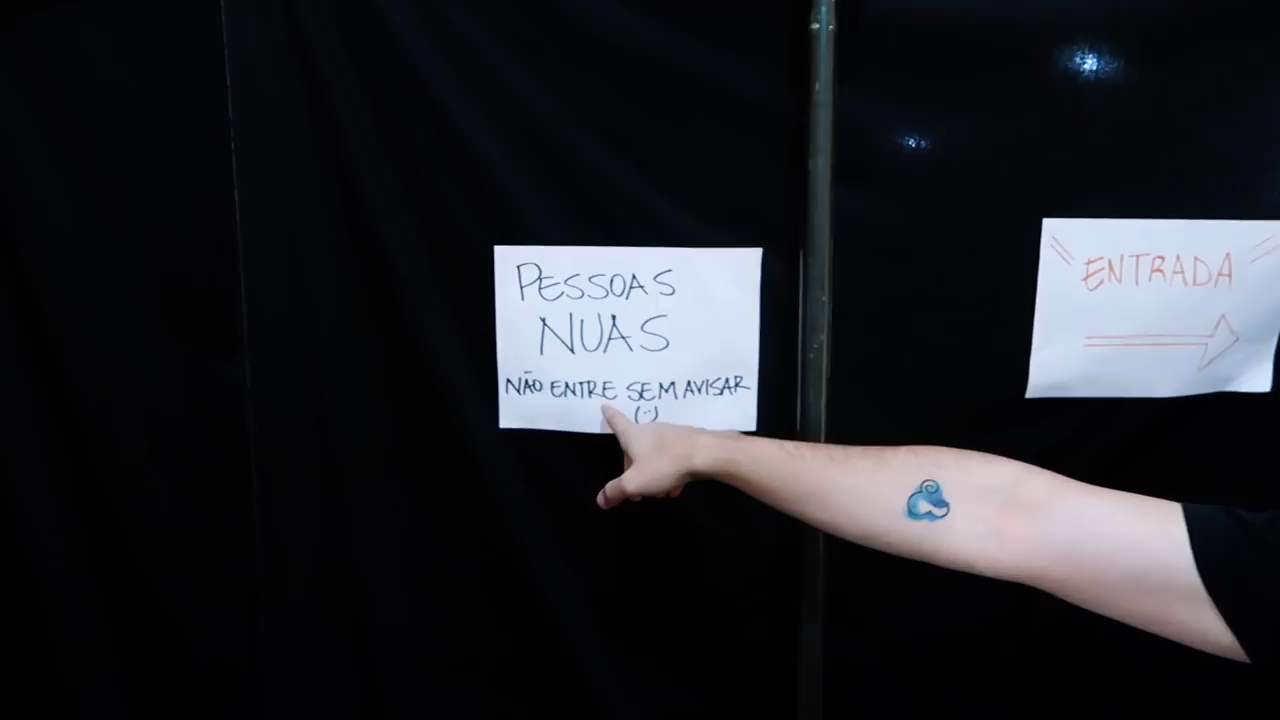 PESSOAS
NUAS
NÃO ENTRE SEM AVISAR
(:)
ENTRADA